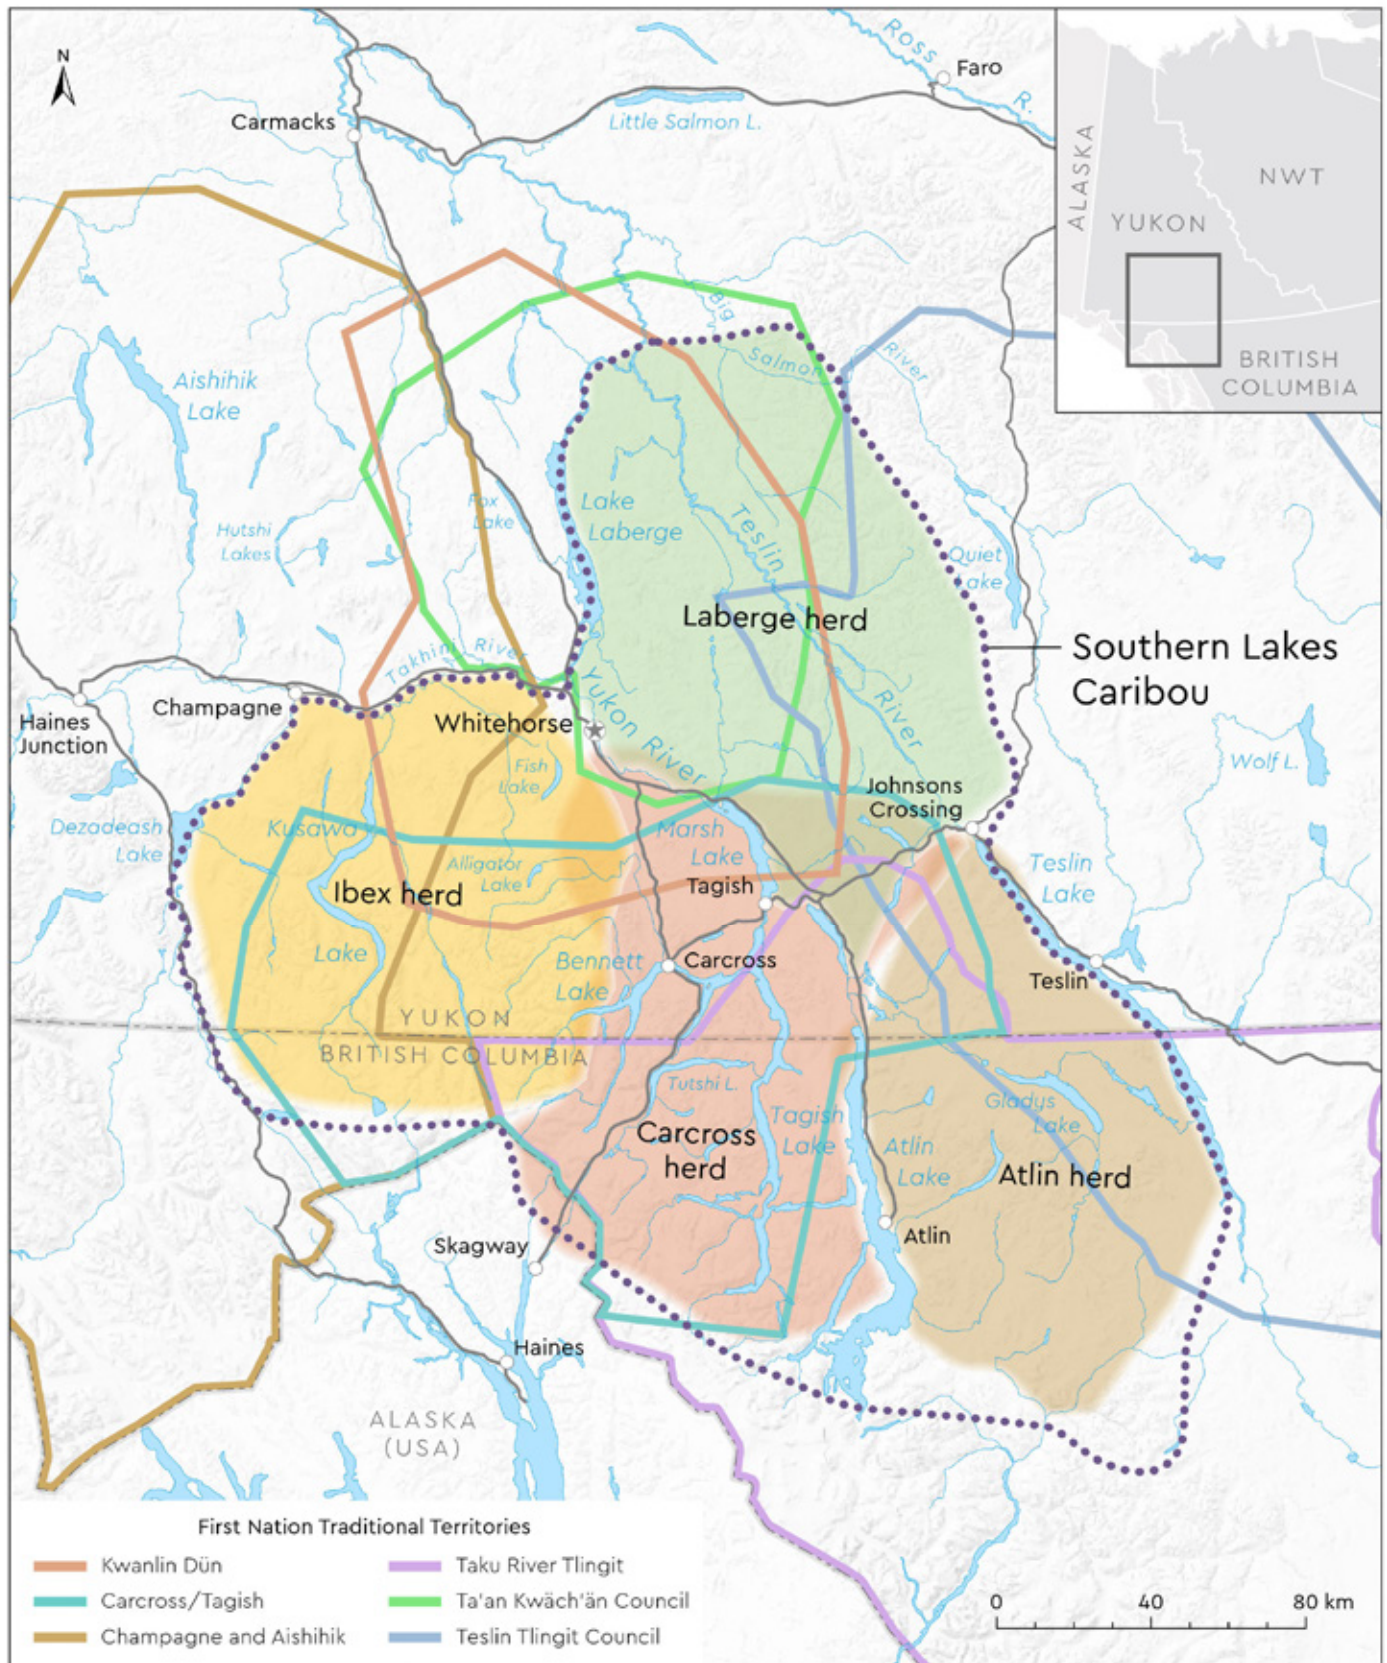 N
Ross
R.
Faro
Carmacks
Little Salmon L.
ALASKA
NWT
YUKON
BRITISH
COLUMBIA
Big
Salmon
River
Aishihik
Lake
Fox
Lake
Lake
Laberge
Hutshi
Lakes
Teslin
River
Quiet
Lake
Laberge herd
Southern Lakes
Caribou
Takhini River
Champagne
Haines
Junction
Whitehorse
Yukon River
Fish
Lake
Johnsons
Crossing
Wolf L.
Dezadeash
Lake
Kusawa
Lake
Marsh
Lake
Alligator
Lake
Tagish
Teslin
Lake
Ibex herd
Bennett
Lake
Carcross
Teslin
YUKON
BRITISH COLUMBIA
Tutshi L.
Tagish
Lake
Gladys
Lake
Carcross
herd
Atlin
Lake
Atlin herd
Skagway
Atlin
Haines
ALASKA
(USA)
First Nation Traditional Territories
Kwanlin Dün
Carcross/Tagish
Champagne and Aishihik
Taku River Tlingit
Ta'an Kwäch'än Council
Teslin Tlingit Council
0 40 80 km